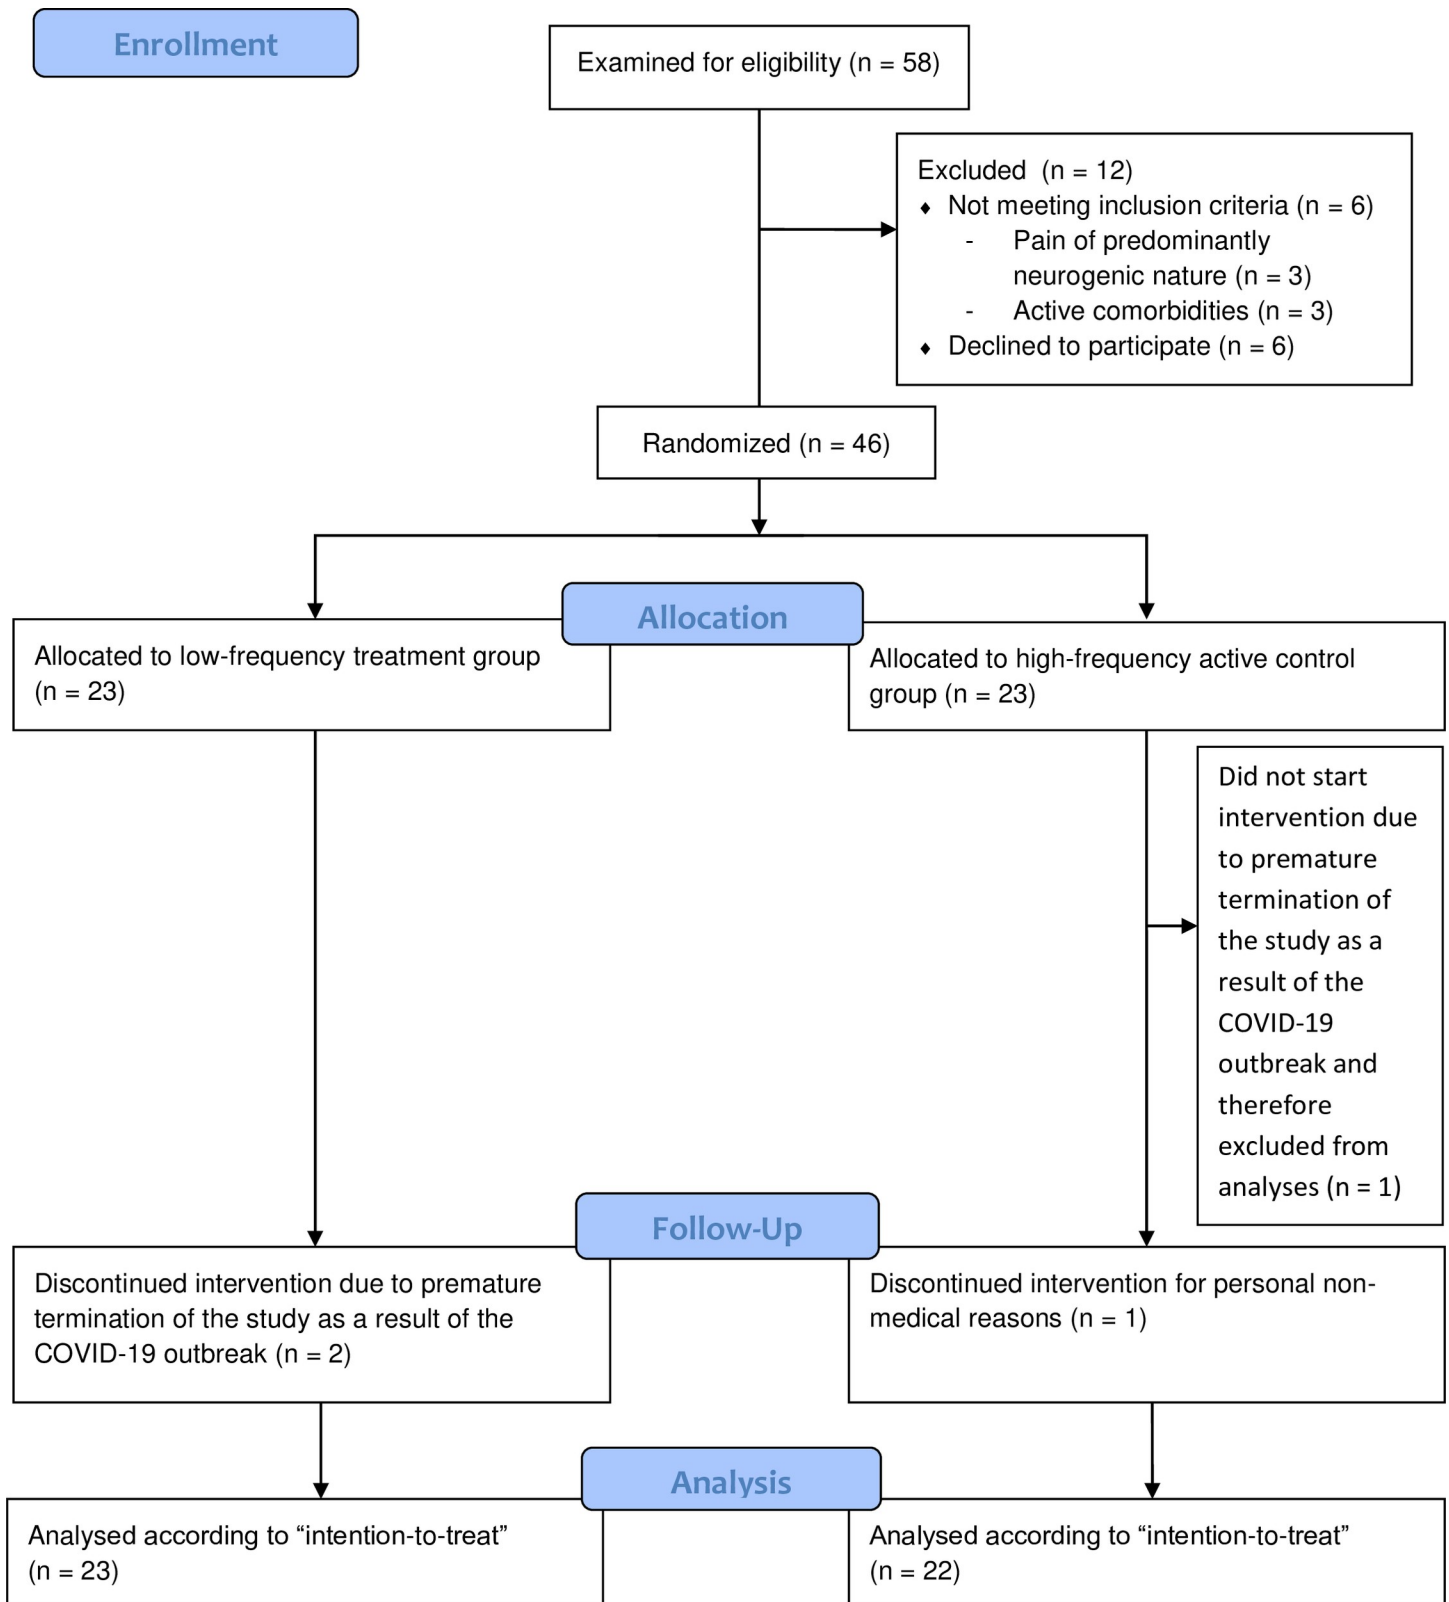 Enrollment
Examined for eligibility (n = 58)
Excluded  (n = 12)
♦ Not meeting inclusion criteria (n = 6)
- Pain of predominantly
neurogenic nature (n = 3)
- Active comorbidities (n = 3)
♦ Declined to participate (n = 6)
Randomized (n = 46)
Allocation
Allocated to low-frequency treatment group
(n = 23)
Allocated to high-frequency active control
group (n = 23)
Did not start
intervention due
to premature
termination of
the study as a
result of the
COVID-19
outbreak and
therefore
excluded from
analyses (n = 1)
Follow-Up
Discontinued intervention due to premature
termination of the study as a result of the
COVID-19 outbreak (n = 2)
Discontinued intervention for personal non-
medical reasons (n = 1)
Analysis
Analysed according to “intention-to-treat”
(n = 23)
Analysed according to “intention-to-treat”
(n = 22)